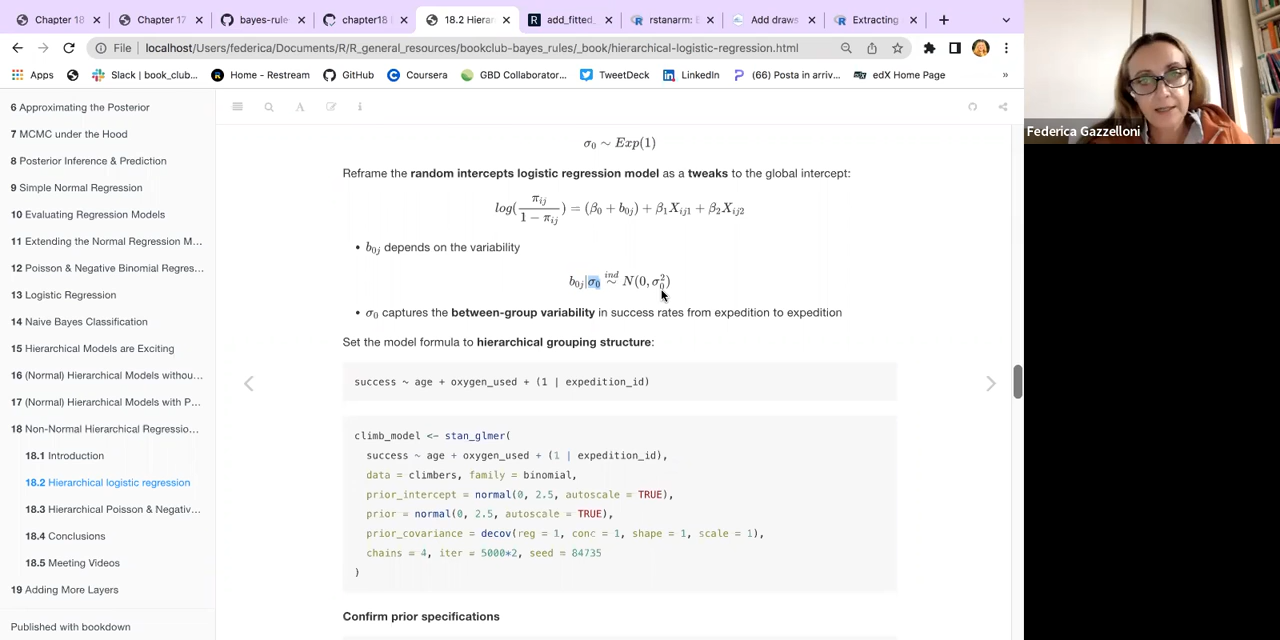 Chapter 18
Chapter 17
bayes-rule
chapter18
18.2 Hierar
add_fitted_
rstanarm: E
Add draws
Extracting
File
localhost/Users/federica/Documents/R/R_general_resources/bookclub-bayes_rules/_book/hierarchical-logistic-regression.html
Apps
Slack | book_club...
Home - Restream
GitHub
Coursera
GBD Collaborator...
TweetDeck
LinkedIn
(66) Posta in arriv...
edX Home Page
»
6 Approximating the Posterior
7 MCMC under the Hood
8 Posterior Inference & Prediction
9 Simple Normal Regression
10 Evaluating Regression Models
11 Extending the Normal Regression M...
12 Poisson & Negative Binomial Regres...
13 Logistic Regression
14 Naive Bayes Classification
15 Hierarchical Models are Exciting
16 (Normal) Hierarchical Models withou...
17 (Normal) Hierarchical Models with P...
18 Non-Normal Hierarchical Regressio...
18.1 Introduction
18.2 Hierarchical logistic regression
18.3 Hierarchical Poisson & Negativ...
18.4 Conclusions
18.5 Meeting Videos
19 Adding More Layers
Published with bookdown
σ₀ ∼ Exp(1)
Reframe the random intercepts logistic regression model as a tweaks to the global intercept:
log(π_ij / 1 − π_ij) = (β₀ + b₀ⱼ) + β₁X_ij1 + β₂X_ij2
• b₀ⱼ depends on the variability
b₀ⱼ|σ₀ ind ∼ N(0, σ₀²)
• σ₀ captures the between-group variability in success rates from expedition to expedition
Set the model formula to hierarchical grouping structure:
success ~ age + oxygen_used + (1 | expedition_id)
climb_model <- stan_glmer(
success ~ age + oxygen_used + (1 | expedition_id),
data = climbers, family = binomial,
prior_intercept = normal(0, 2.5, autoscale = TRUE),
prior = normal(0, 2.5, autoscale = TRUE),
prior_covariance = decov(reg = 1, conc = 1, shape = 1, scale = 1),
chains = 4, iter = 5000*2, seed = 84735
)
Confirm prior specifications
Federica Gazzelloni